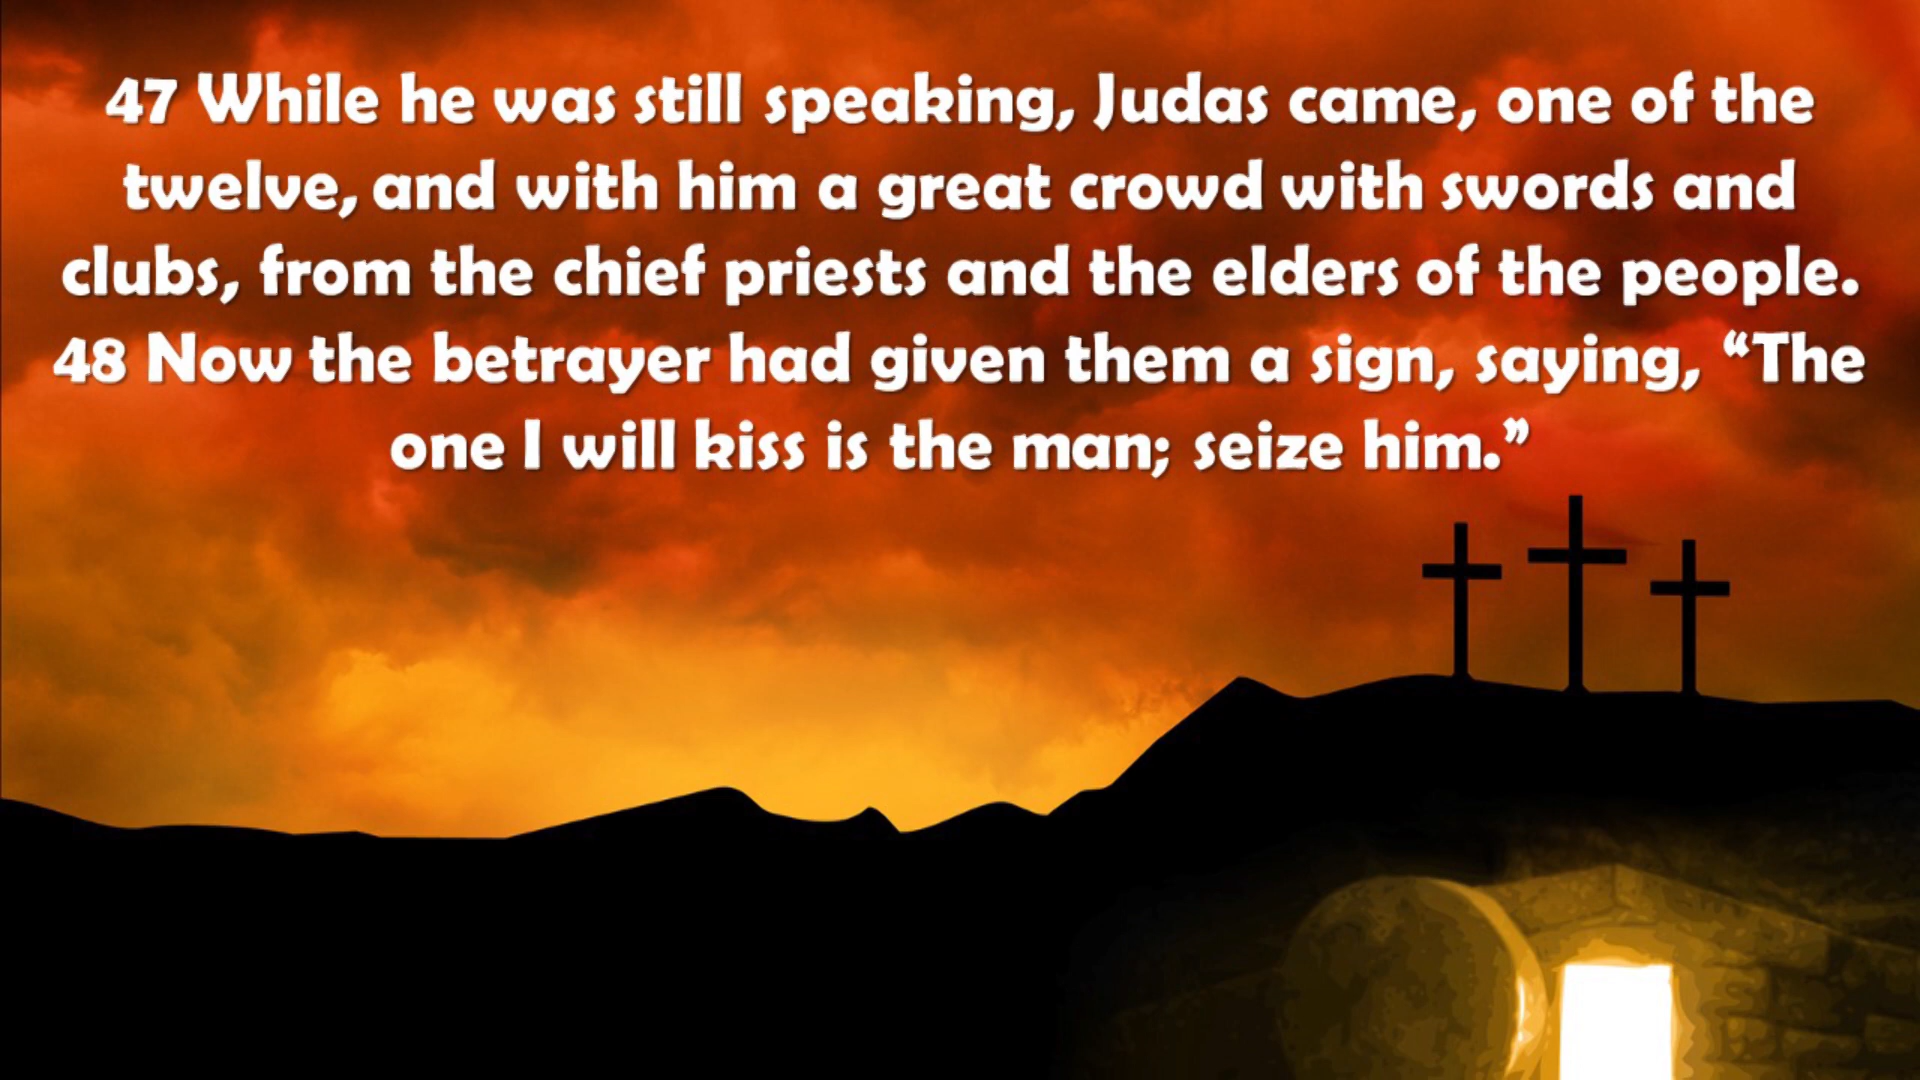 47 While he was still speaking, Judas came, one of the
twelve, and with him a great crowd with swords and
clubs, from the chief priests and the elders of the people.
48 Now the betrayer had given them a sign, saying, “The
one I will kiss is the man; seize him.”